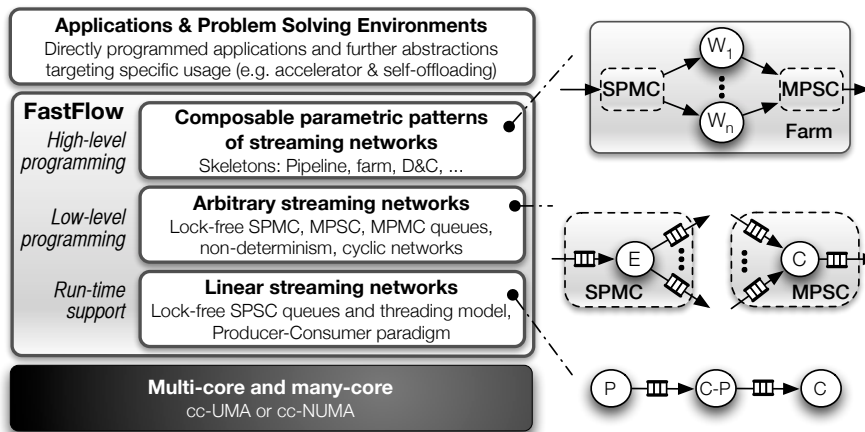 Applications & Problem Solving Environments
Directly programmed applications and further abstractions
targeting specific usage (e.g. accelerator & self-offloading)
FastFlow
High-level
programming
Composable parametric patterns
of streaming networks
Skeletons: Pipeline, farm, D&C, ...
Low-level
programming
Arbitrary streaming networks
Lock-free SPMC, MPSC, MPMC queues,
non-determinism, cyclic networks
Run-time
support
Linear streaming networks
Lock-free SPSC queues and threading model,
Producer-Consumer paradigm
Multi-core and many-core
cc-UMA or cc-NUMA
W1
SPMC
MPSC
Wn
Farm
E
SPMC
C
MPSC
P
C-P
C